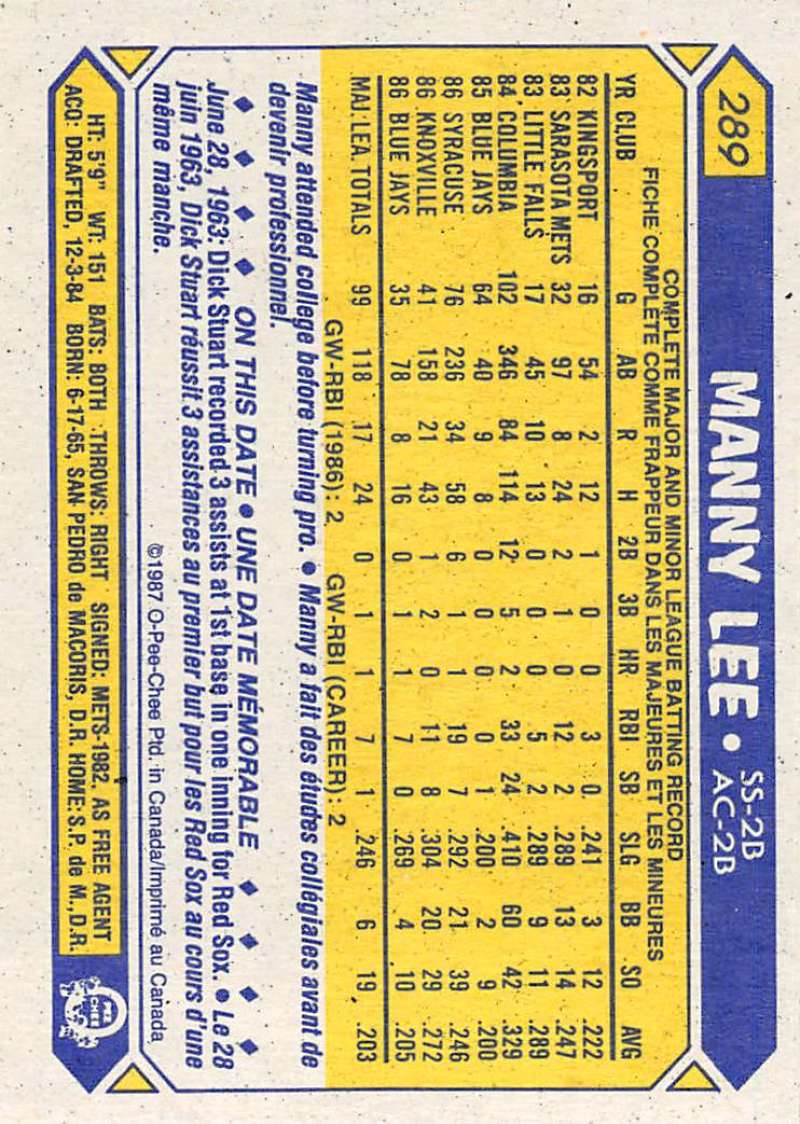 289 MANNY LEE • SS-2B
AC-2B
COMPLETE MAJOR AND MINOR LEAGUE BATTING RECORD
FICHE COMPLÈTE COMME FRAPPEUR DANS LES MAJEURES ET LES MINEURES
YR CLUB G AB R H 2B 3B HR RBI SB SLG BB SO AVG
82 KINGSPORT 16 54 2 12 1 0 0 3 0 .241 3 12 .222
83 SARASOTA METS 32 97 8 24 2 1 0 12 2 .289 13 14 .247
83 LITTLE FALLS 17 45 10 13 0 0 0 5 2 .289 9 11 .289
84 COLUMBIA 102 346 84 114 12 5 2 33 24 .410 60 42 .329
85 BLUE JAYS 64 40 9 8 0 0 0 0 1 .200 2 9 .200
86 SYRACUSE 76 236 34 58 6 1 1 19 7 .292 21 39 .246
86 KNOXVILLE 41 158 21 43 1 2 0 11 8 .304 20 29 .272
86 BLUE JAYS 35 78 8 16 0 1 1 7 0 .269 4 10 .205
MAJ. LEA. TOTALS 99 118 17 24 0 1 1 7 1 .246 6 19 .203
GW-RBI (1986): 2 GW-RBI (CAREER): 2
Manny attended college before turning pro. • Manny a fait des études collégiales avant de
devenir professionnel.
ON THIS DATE • UNE DATE MÉMORABLE
June 28, 1963: Dick Stuart recorded 3 assists at 1st base in one inning for Red Sox. • Le 28
juin 1963, Dick Stuart réussit 3 assistances au premier but pour les Red Sox au cours d'une
même manche.
©1987 O-Pee-Chee Ptd. in Canada/Imprimé au Canada
HT: 5'9" WT: 151 BATS: BOTH THROWS: RIGHT SIGNED: METS-1982, AS FREE AGENT
ACQ: DRAFTED, 12-3-84 BORN: 6-17-65, SAN PEDRO de MACORIS, D.R. HOME: S.P. de M., D.R.
O
PEE
CHEE